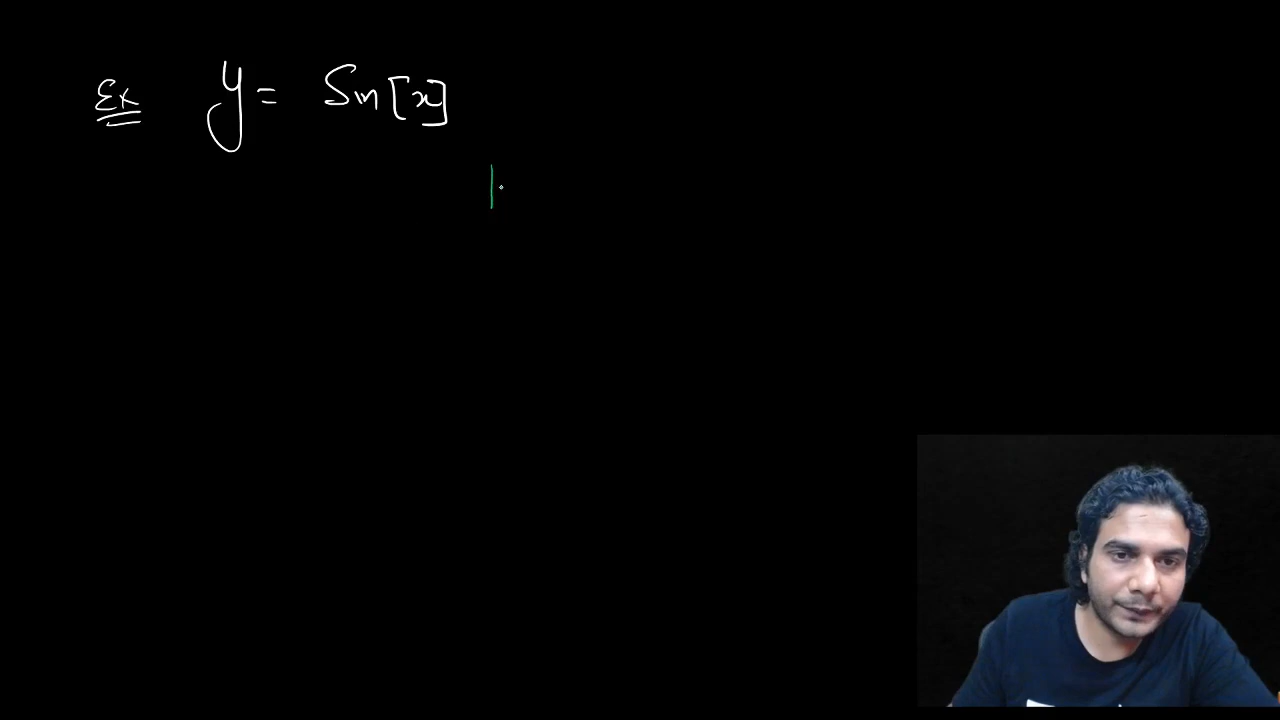 Ex y = Sin [x]